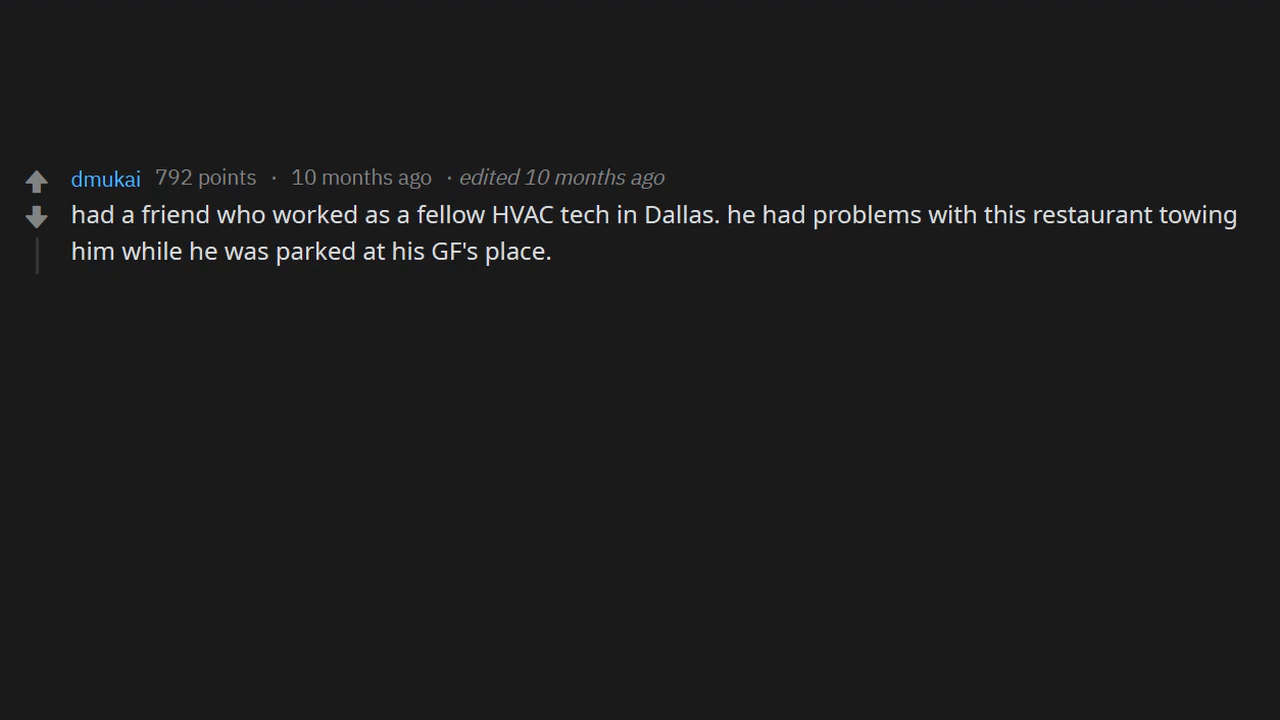 dmukai 792 points · 10 months ago · edited 10 months ago
had a friend who worked as a fellow HVAC tech in Dallas. he had problems with this restaurant towing
him while he was parked at his GF's place.